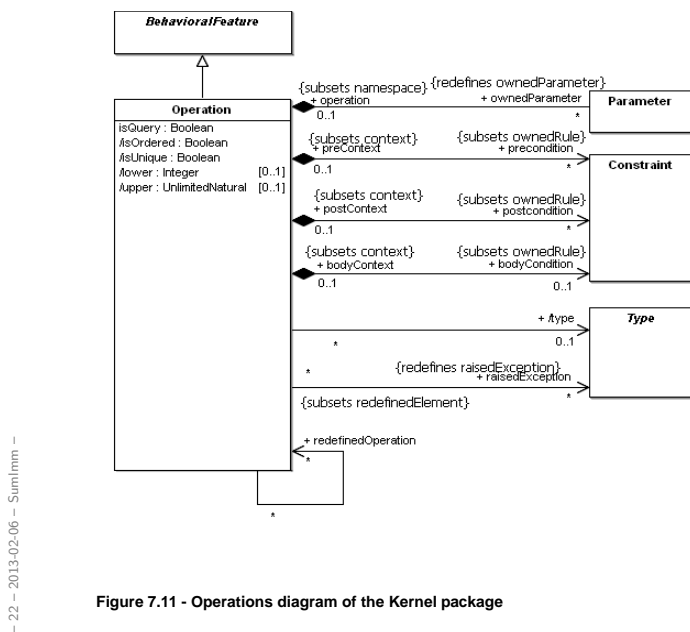 BehavioralFeature
Operation
isQuery : Boolean
/isOrdered : Boolean
/isUnique : Boolean
/lower : Integer [0..1]
/upper : UnlimitedNatural [0..1]
{subsets namespace} {redefines ownedParameter}
+ operation + ownedParameter
0..1 *
Parameter
{subsets context} {subsets ownedRule}
+ preContext + precondition
0..1 *
Constraint
{subsets context} {subsets ownedRule}
+ postContext + postcondition
0..1 *
{subsets context} {subsets ownedRule}
+ bodyContext + bodyCondition
0..1 0..1
+ /type
* 0..1
Type
* {redefines raisedException}
+ raisedException
*
{subsets redefinedElement}
+ redefinedOperation
*
*
– 22 – 2013-02-06 – SumImm –
Figure 7.11 - Operations diagram of the Kernel package